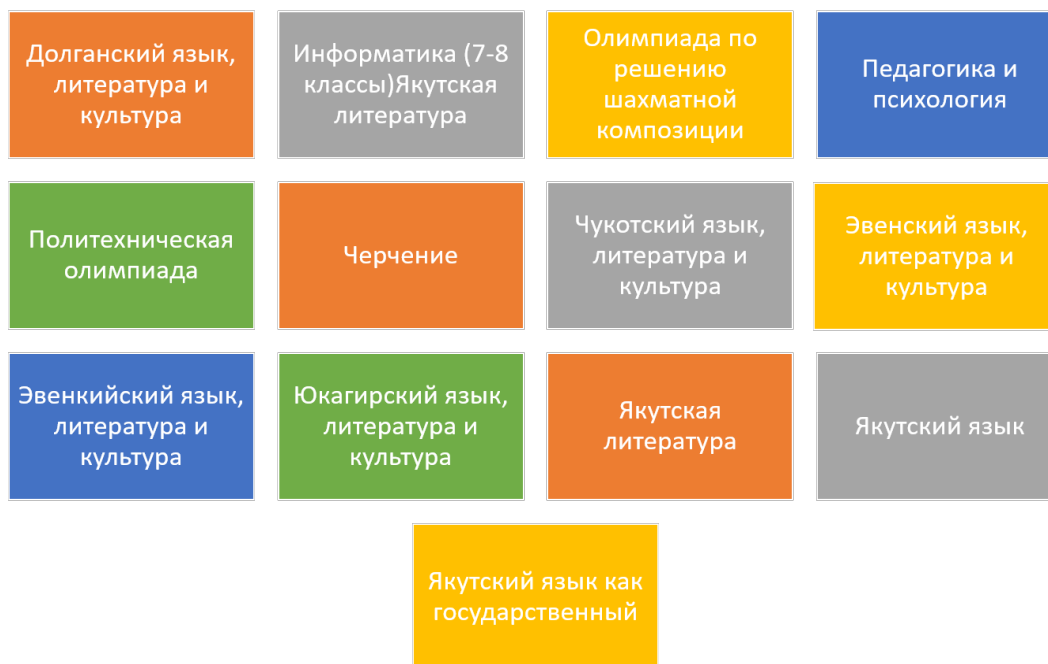 Долганский язык,
литература и
культура
Информатика (7-8
классы)Якутская
литература
Олимпиада по
решению
шахматной
композиции
Педагогика и
психология
Политехническая
олимпиада
Черчение
Чукотский язык,
литература и
культура
Эвенский язык,
литература и
культура
Эвенкийский язык,
литература и
культура
Юкагирский язык,
литература и
культура
Якутская
литература
Якутский язык
Якутский язык как
государственный